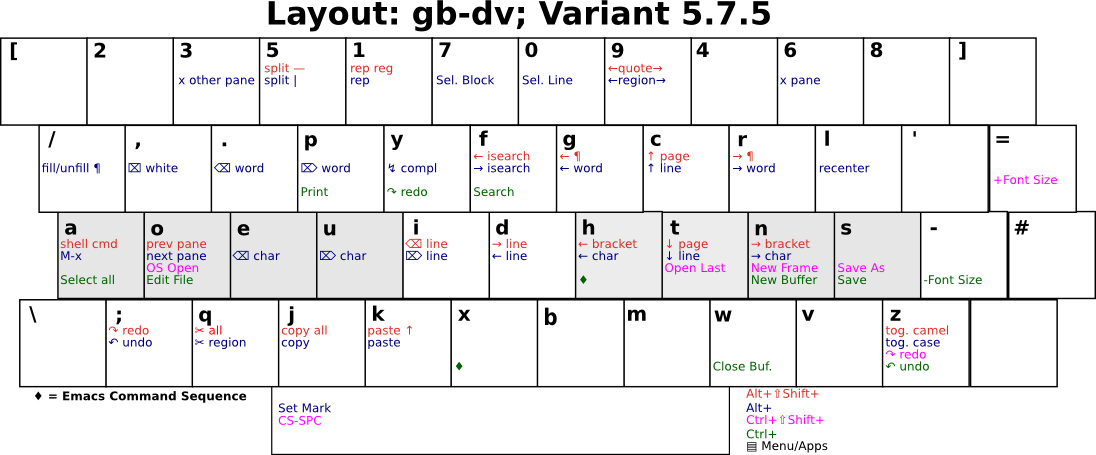 Layout: gb-dv; Variant 5.7.5
[ 2 3 5 1 7 0 9 4 6 8 ]
split — rep reg ←quote→
x other pane split | rep Sel. Block Sel. Line ←region→ x pane
/ , . p y f g c r l ' =
← isearch ← ¶ ↑ page → ¶
fill/unfill ¶ ⌧ white ⌫ word ⌦ word ↯ compl → isearch ← word ↑ line → word recenter
+Font Size
Print ↷ redo Search
a o e u i d h t n s - #
shell cmd prev pane ⌫ line → line ← bracket ↓ page → bracket
M-x next pane ⌫ char ⌦ char ⌦ line ← line ← char ↓ line → char
OS Open Open Last New Frame Save As
Select all Edit File ♦ New Buffer Save -Font Size
\ ; q j k x b m w v z
↷ redo ✂ all copy all paste ↑ tog. camel
↶ undo ✂ region copy paste tog. case
↷ redo
♦ Close Buf. ↶ undo
♦ = Emacs Command Sequence
Set Mark
CS-SPC
Alt+⇧Shift+
Alt+
Ctrl+⇧Shift+
Ctrl+
▤ Menu/Apps